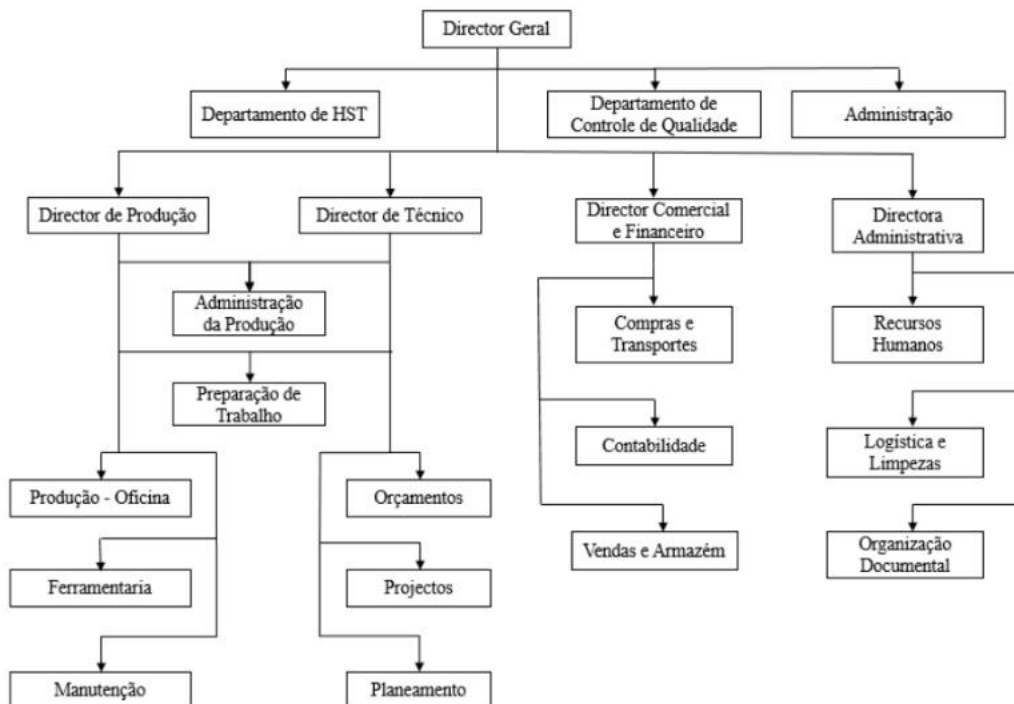 Director Geral
Departamento de HST
Departamento de
Controle de Qualidade
Administração
Director de Produção
Director de Técnico
Director Comercial
e Financeiro
Directora
Administrativa
Administração
da Produção
Compras e
Transportes
Recursos
Humanos
Preparação de
Trabalho
Contabilidade
Logística e
Limpezas
Produção - Oficina
Orçamentos
Vendas e Armazém
Organização
Documental
Ferramentaria
Projectos
Manutenção
Planeamento